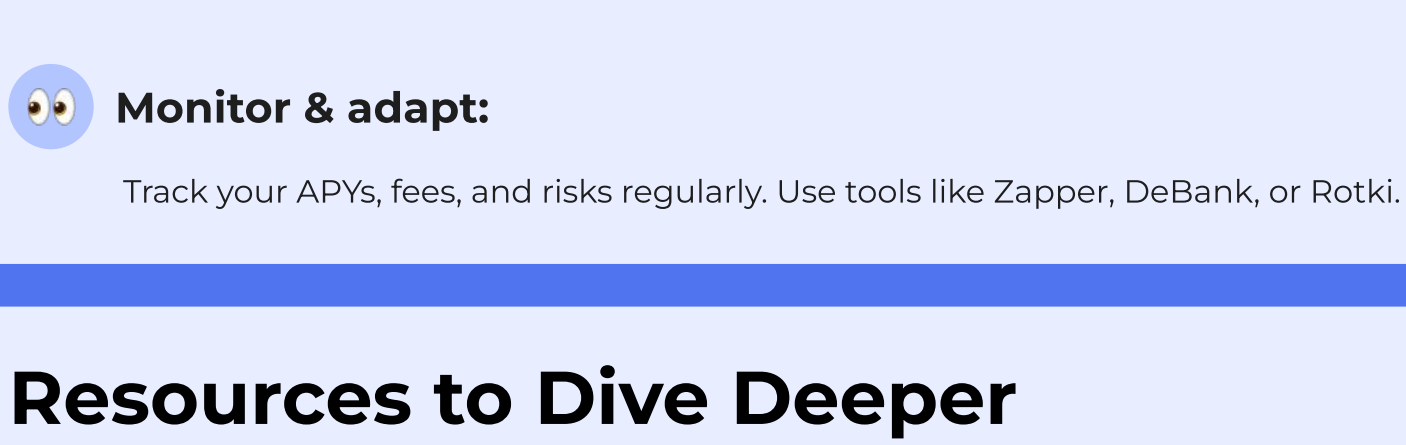 Monitor & adapt:
Track your APYs, fees, and risks regularly. Use tools like Zapper, DeBank, or Rotki.
Resources to Dive Deeper